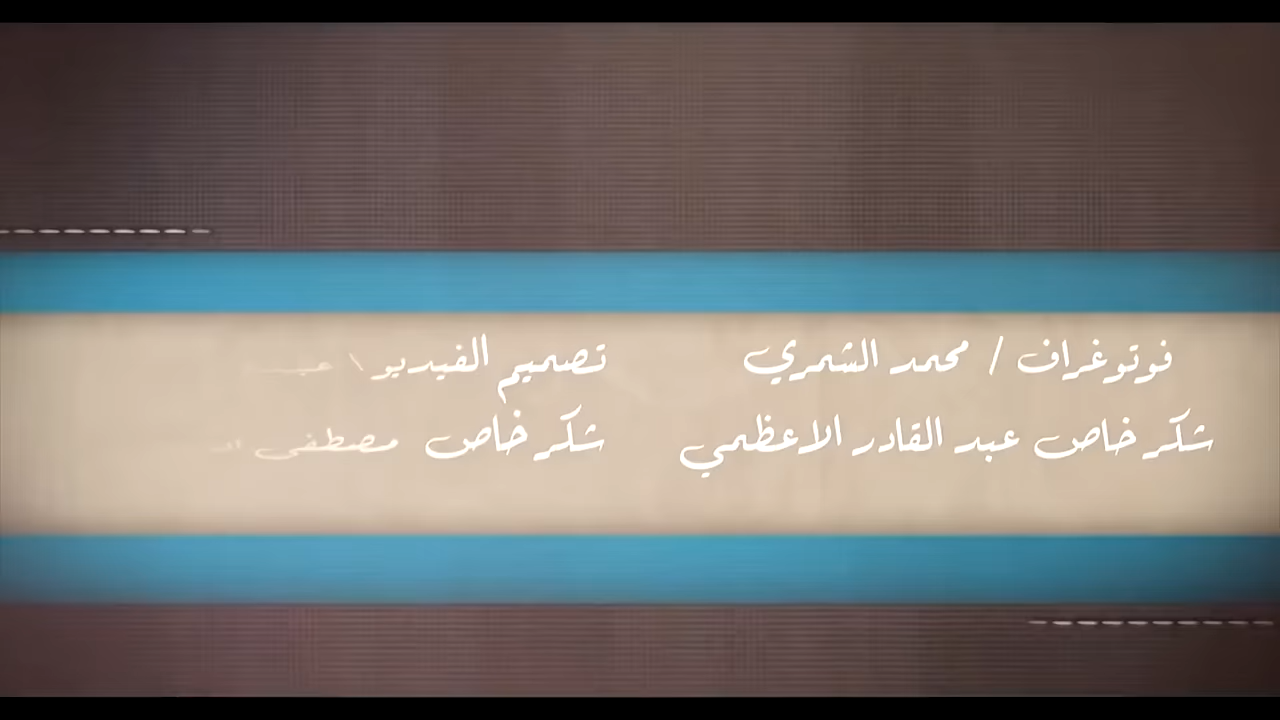 فوتوغراف / محمد الشمري
شكر خاص عبد القادر الاعظمي
تصميم الفيديو \
شكر خاص مصطفى